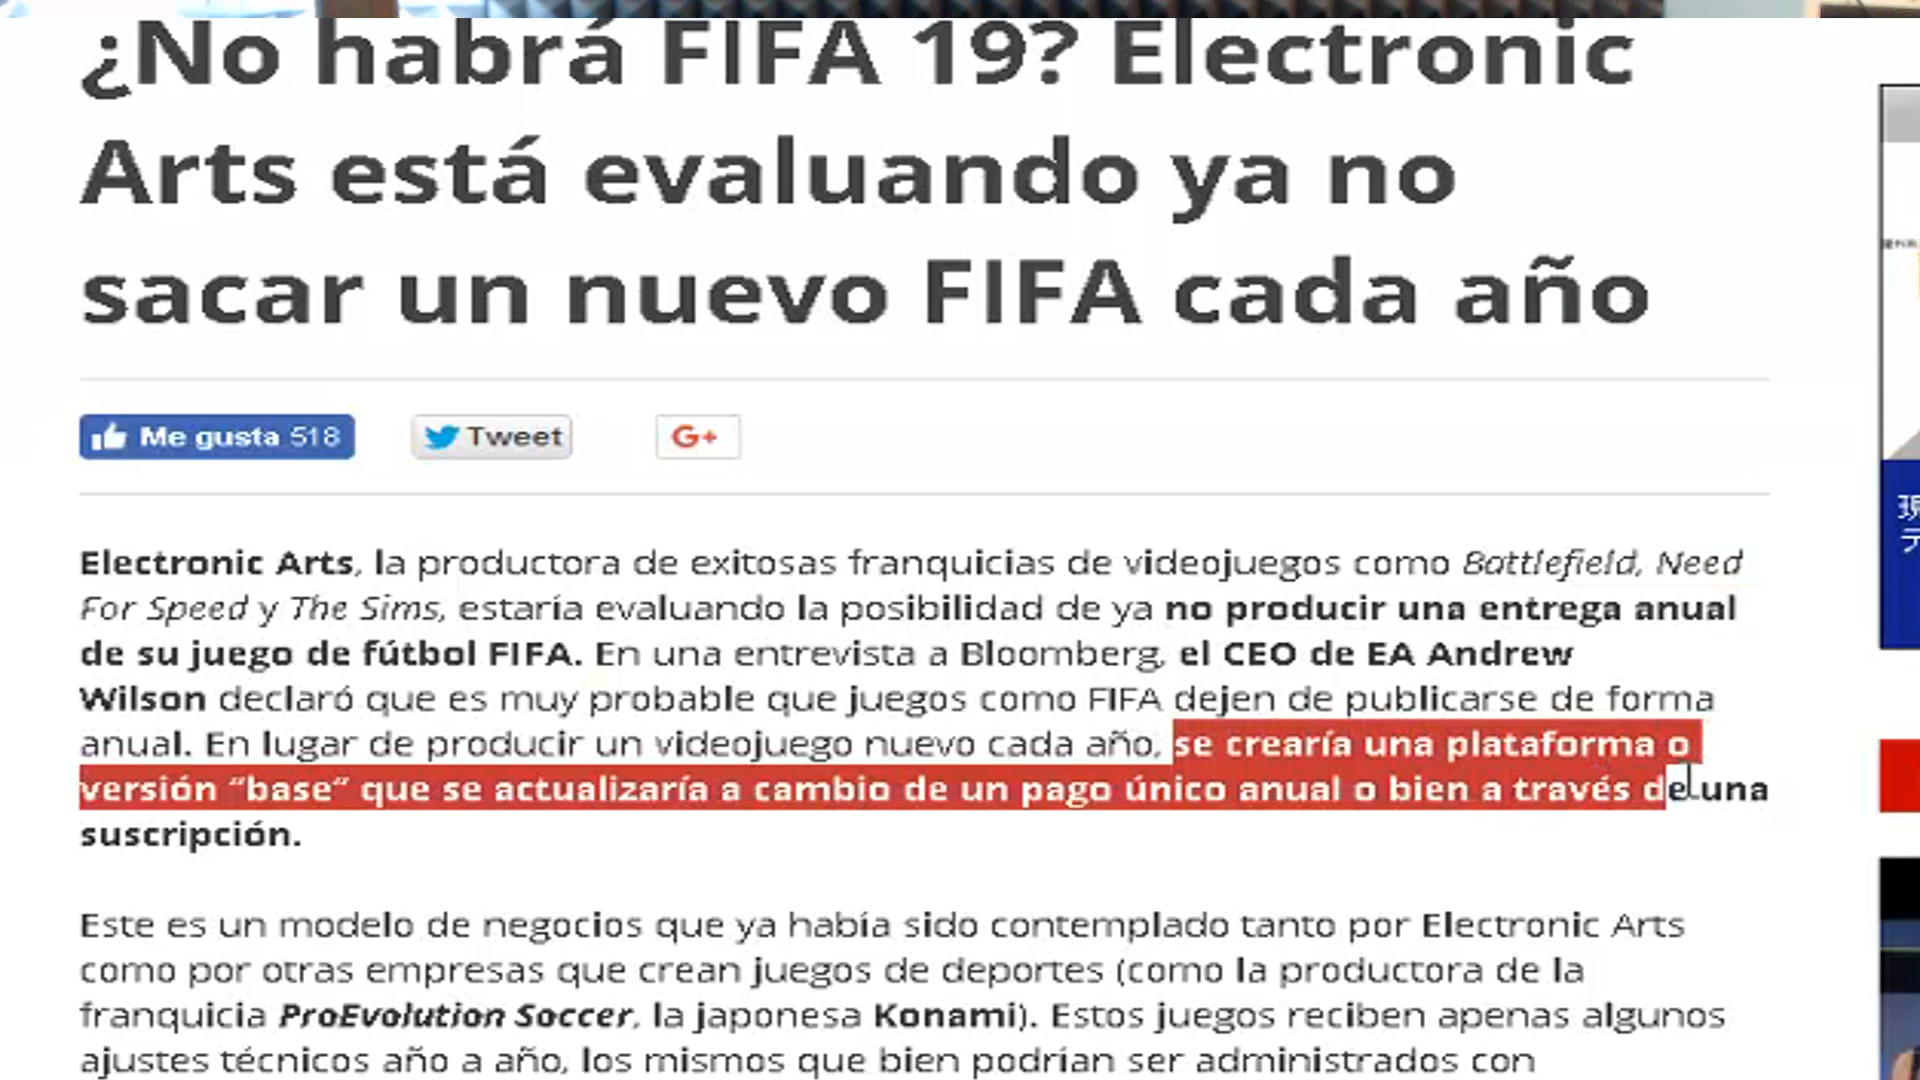 ¿No habrá FIFA 19? Electronic
Arts está evaluando ya no
sacar un nuevo FIFA cada año
Me gusta 518
Tweet
G+
Electronic Arts, la productora de exitosas franquicias de videojuegos como Battlefield, Need
For Speed y The Sims, estaría evaluando la posibilidad de ya no producir una entrega anual
de su juego de fútbol FIFA. En una entrevista a Bloomberg, el CEO de EA Andrew
Wilson declaró que es muy probable que juegos como FIFA dejen de publicarse de forma
anual. En lugar de producir un videojuego nuevo cada año, se crearía una plataforma o
versión “base” que se actualizaría a cambio de un pago único anual o bien a través de una
suscripción.
Este es un modelo de negocios que ya había sido contemplado tanto por Electronic Arts
como por otras empresas que crean juegos de deportes (como la productora de la
franquicia ProEvolution Soccer, la japonesa Konami). Estos juegos reciben apenas algunos
ajustes técnicos año a año, los mismos que bien podrían ser administrados con